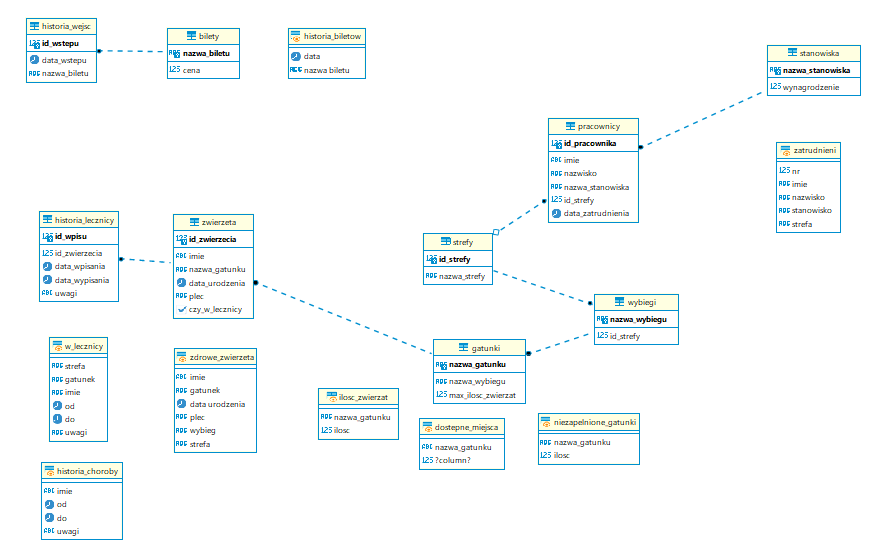 historia_wejsc
id_wstepu
data_wstepu
nazwa_biletu
bilety
nazwa_biletu
cena
historia_biletow
data
nazwa biletu
stanowiska
nazwa_stanowiska
wynagrodzenie
pracownicy
id_pracownika
imie
nazwisko
nazwa_stanowiska
id_strefy
data_zatrudnienia
zatrudnieni
nr
imie
nazwisko
stanowisko
strefa
historia_lecznicy
id_wpisu
id_zwierzecia
data_wpisania
data_wypisania
uwagi
zwierzeta
id_zwierzecia
imie
nazwa_gatunku
data_urodzenia
plec
czy_w_lecznicy
strefy
id_strefy
nazwa_strefy
wybiegi
nazwa_wybiegu
id_strefy
gatunki
nazwa_gatunku
nazwa_wybiegu
max_ilosc_zwierzat
w_lecznicy
strefa
gatunek
imie
od
do
uwagi
zdrowe_zwierzeta
imie
gatunek
data urodzenia
plec
wybieg
strefa
ilosc_zwierzat
nazwa_gatunku
ilosc
dostepne_miejsca
nazwa_gatunku
?column?
niezapelnione_gatunki
nazwa_gatunku
ilosc
historia_choroby
imie
od
do
uwagi